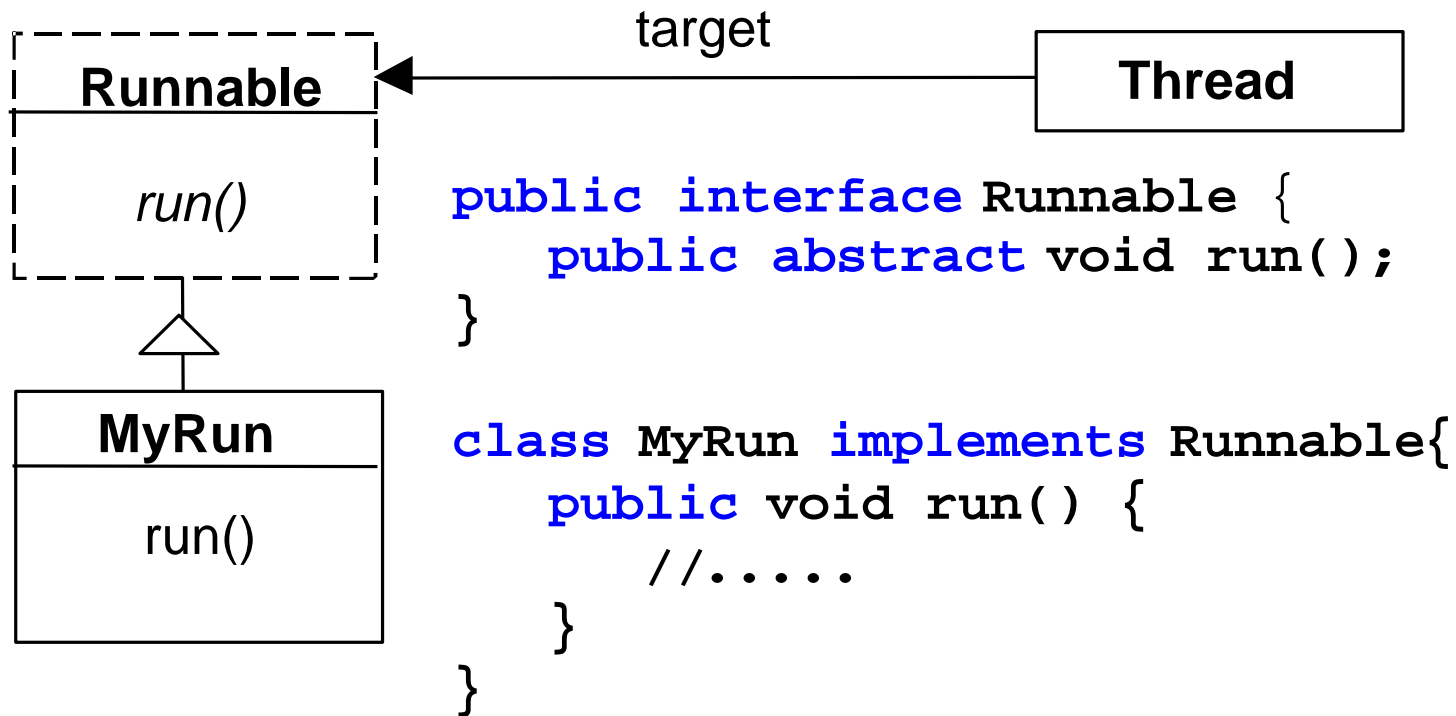 target
Runnable
Thread
run()
public interface Runnable {
public abstract void run();
}
MyRun
run()
class MyRun implements Runnable{
public void run() {
//.....
}
}